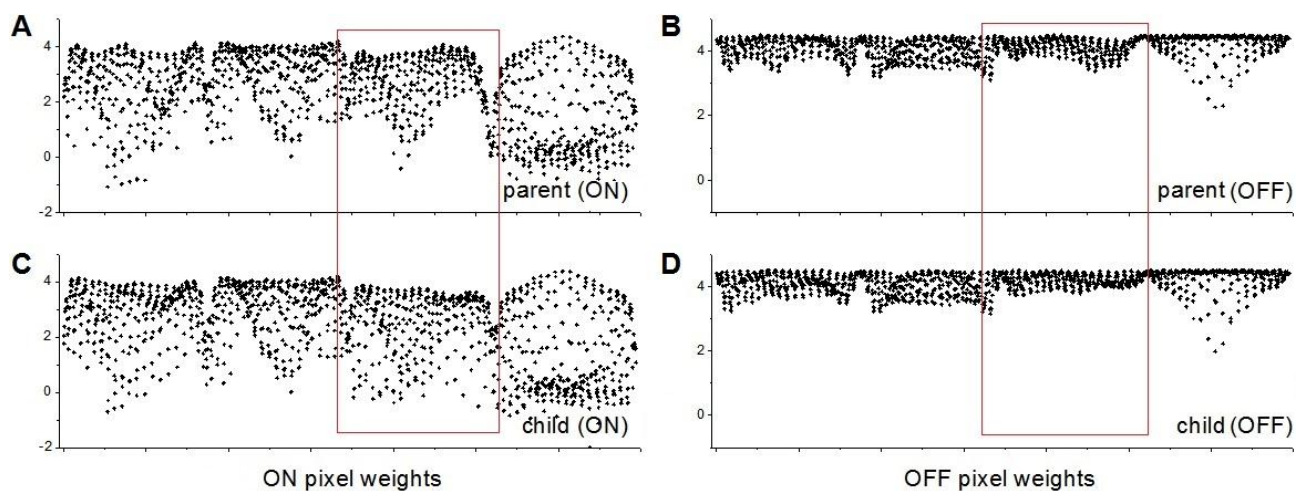 A
4
2
0
-2
parent (ON)
B
4
2
0
parent (OFF)
C
4
2
0
-2
child (ON)
ON pixel weights
D
4
2
0
child (OFF)
OFF pixel weights